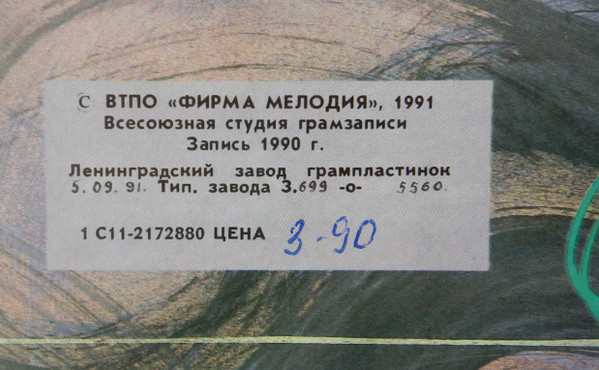 С ВТПО «ФИРМА МЕЛОДИЯ», 1991
Всесоюзная студия грамзаписи
Запись 1990 г.
Ленинградский завод грампластинок
5.09.91. Тип. завода З.699 -о- 5560.
1 С11-2172880 ЦЕНА 3-90